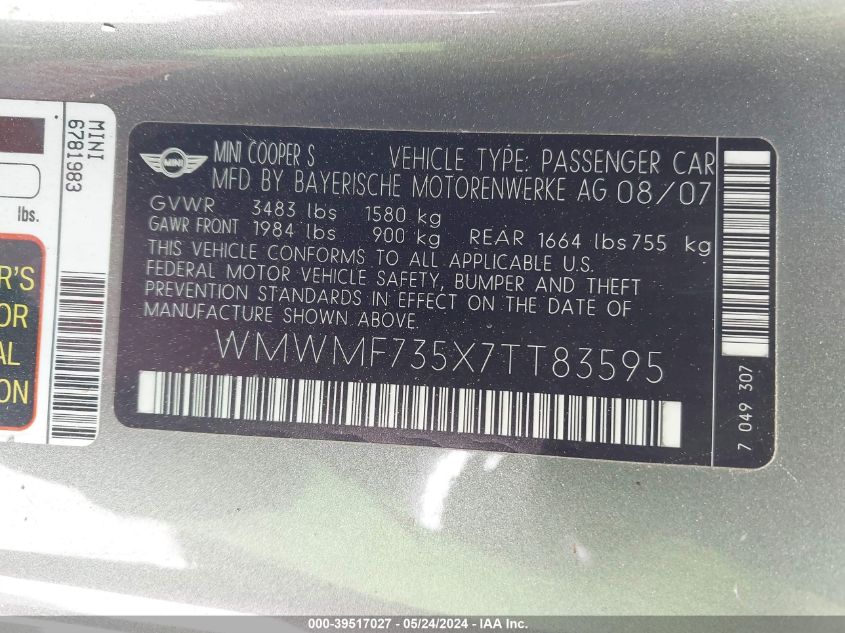 MINI
6781983
lbs.
R'S
OR
AL
ON
MINI
MINI COOPER S VEHICLE TYPE: PASSENGER CAR
MFD BY BAYERISCHE MOTORENWERKE AG 08/07
GVWR 3483 lbs 1580 kg
GAWR FRONT 1984 lbs 900 kg REAR 1664 lbs 755 kg
THIS VEHICLE CONFORMS TO ALL APPLICABLE U.S.
FEDERAL MOTOR VEHICLE SAFETY, BUMPER AND THEFT
PREVENTION STANDARDS IN EFFECT ON THE DATE OF
MANUFACTURE SHOWN ABOVE.
WMWMF735X7TT83595
7 049 307
000-39517027 - 05/24/2024 - IAA Inc.